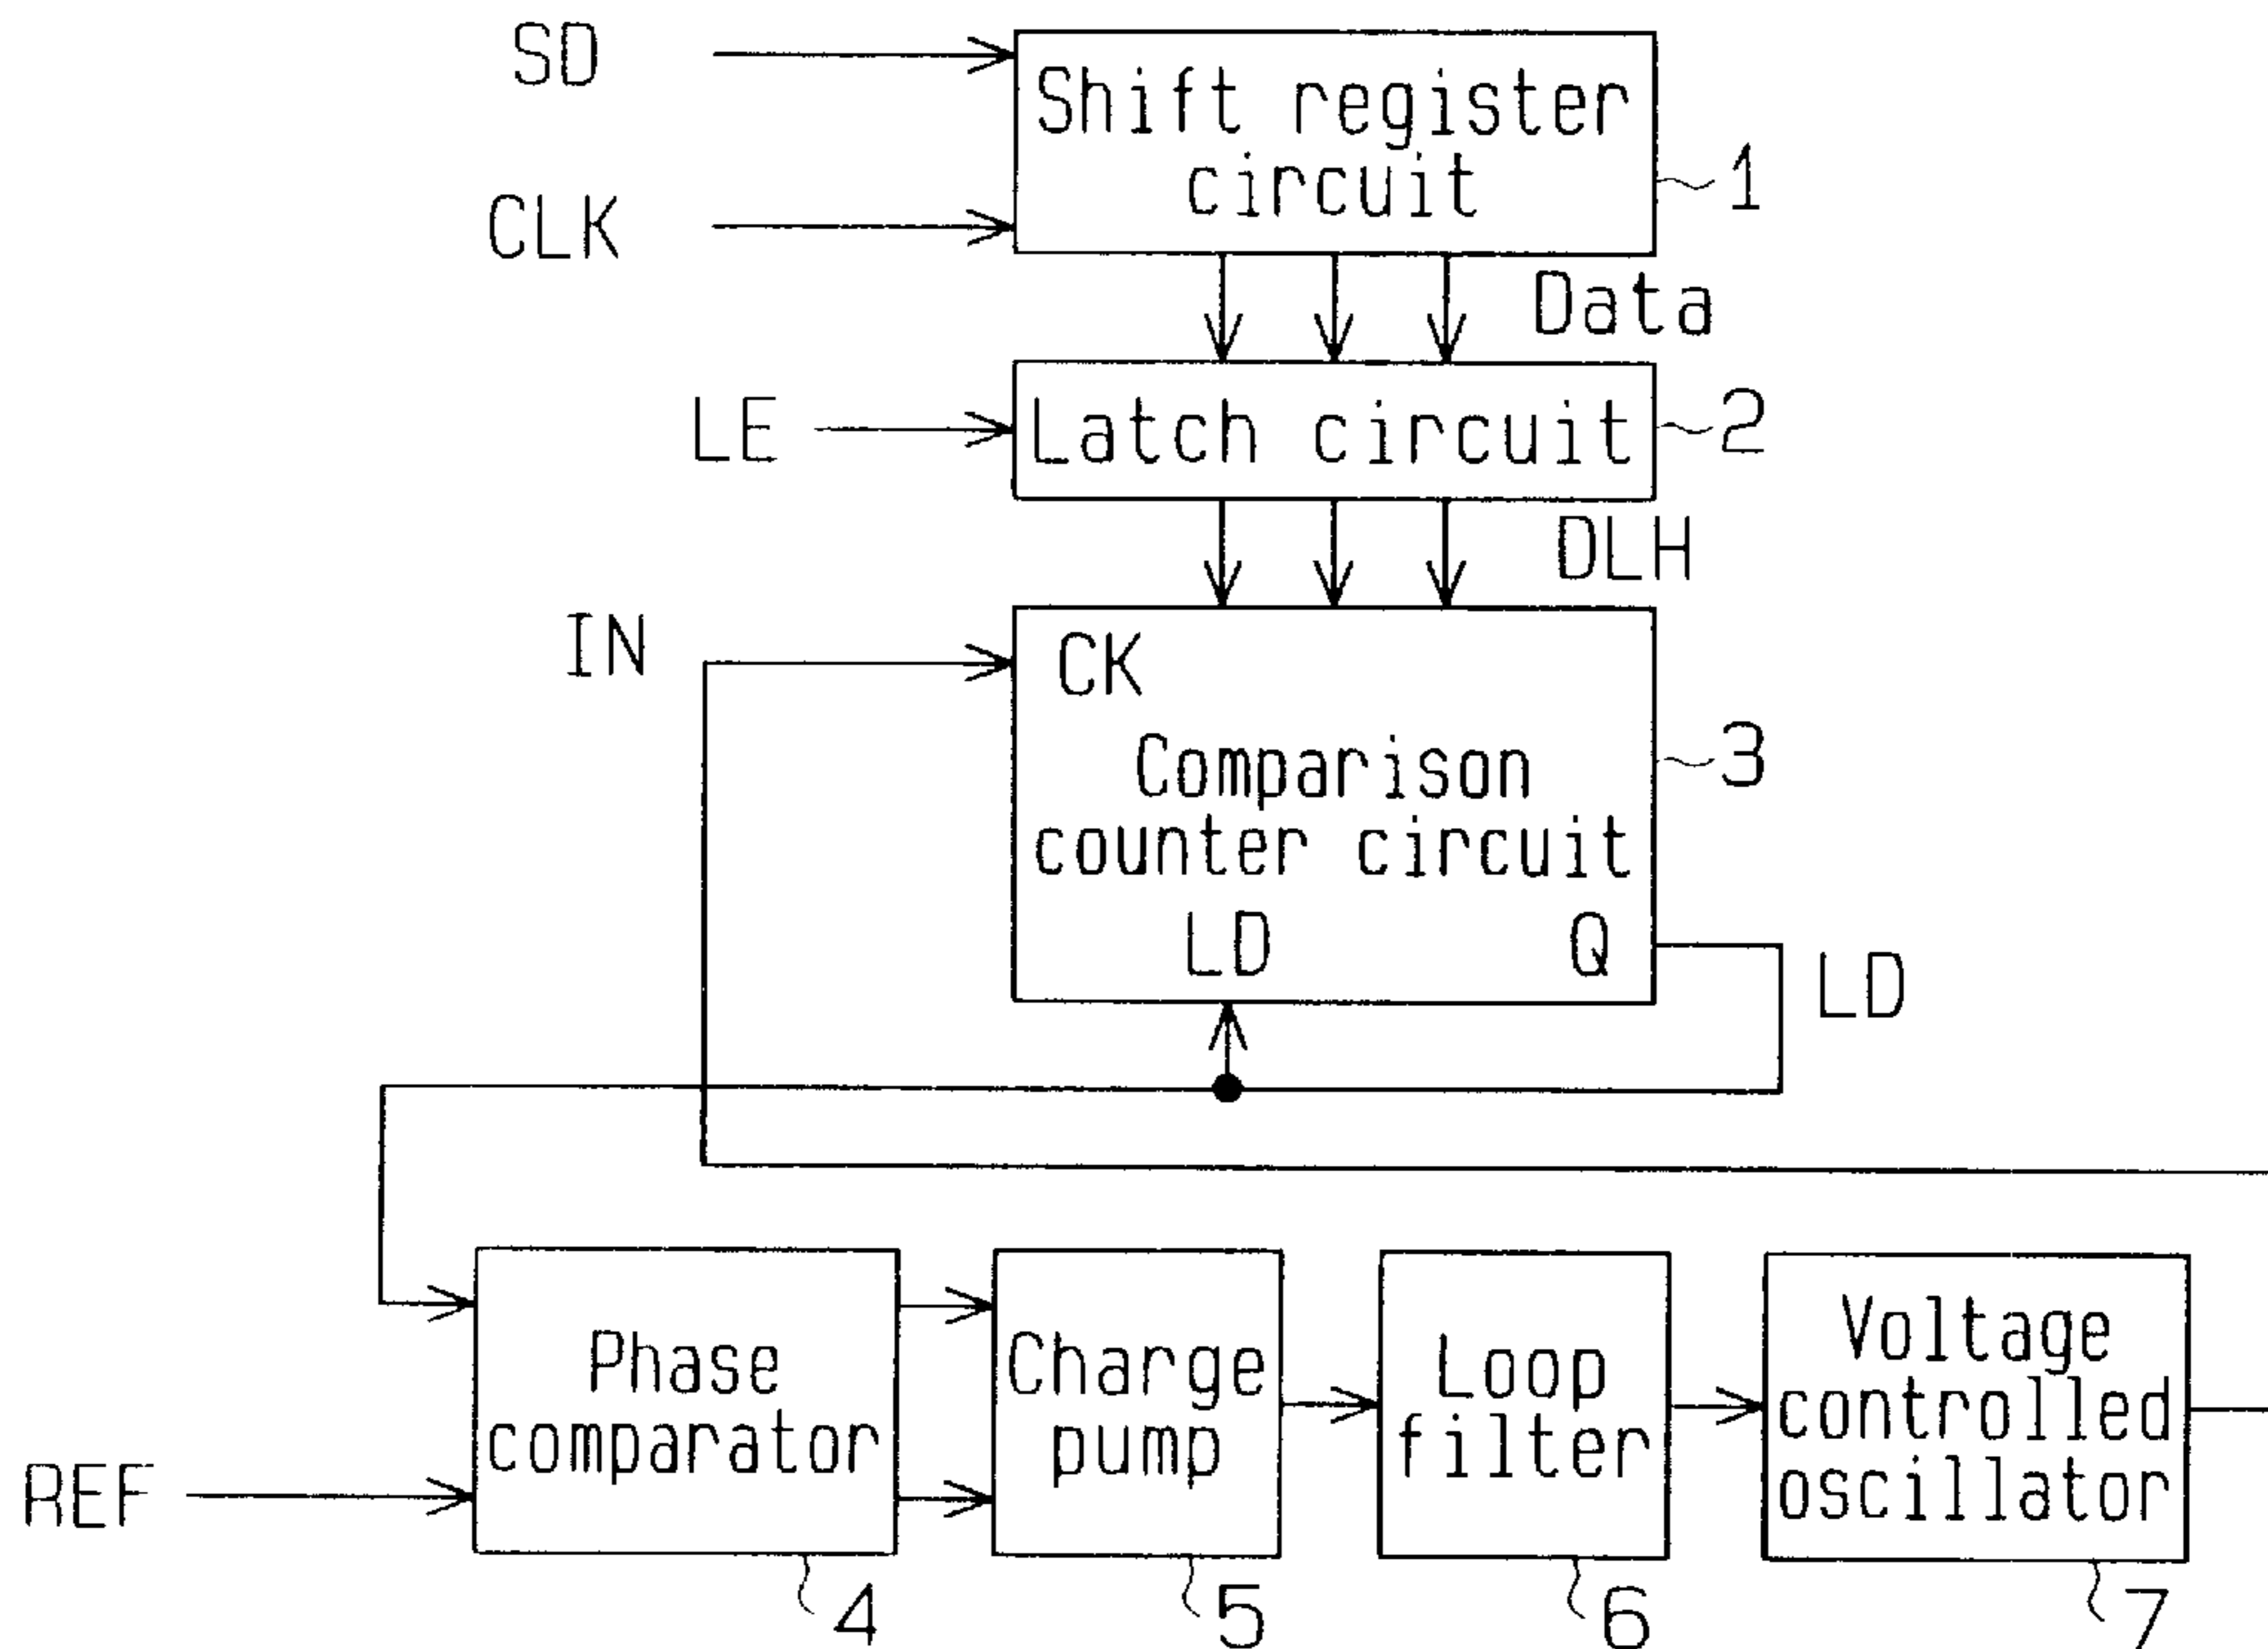 SD
Shift register
circuit
1
CLK
Data
LE
Latch circuit
2
DLH
IN
CK
Comparison
counter circuit
3
LD
Q
LD
Phase
comparator
Charge
pump
Loop
filter
Voltage
controlled
oscillator
REF
4
5
6
7